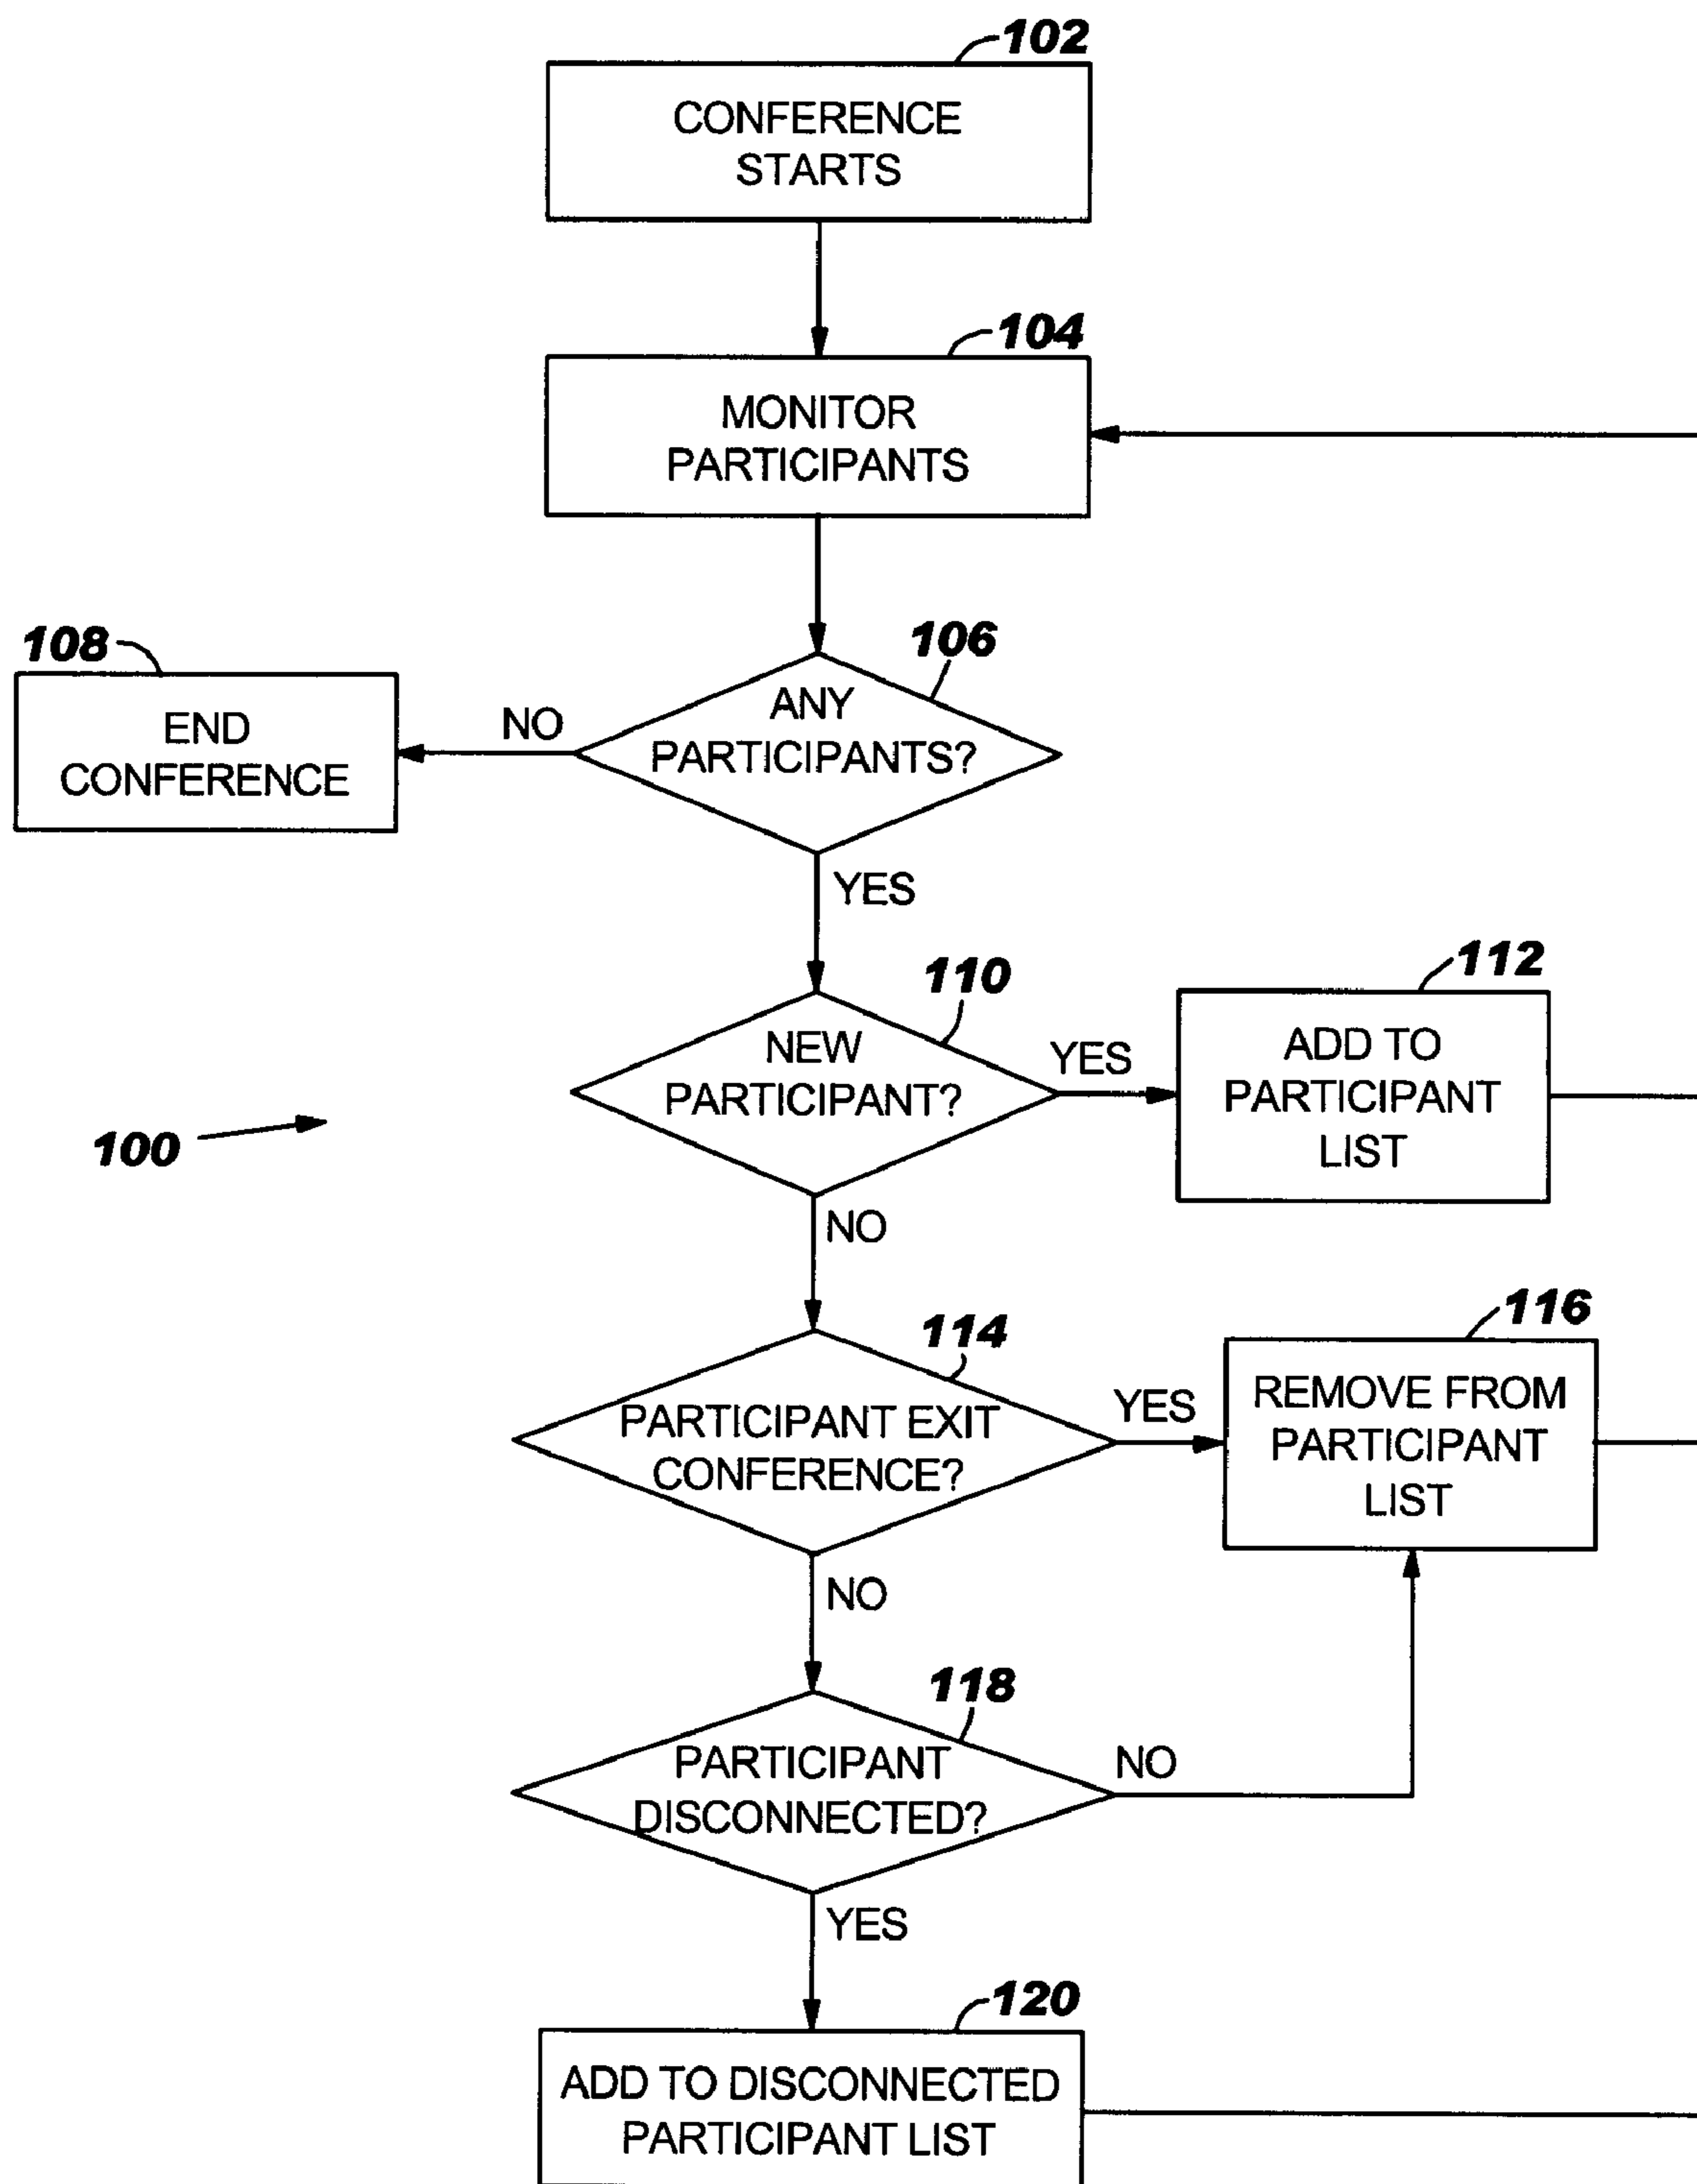 102
CONFERENCE
STARTS
104
MONITOR
PARTICIPANTS
106
ANY
PARTICIPANTS?
108
END
CONFERENCE
NO
YES
110
NEW
PARTICIPANT?
YES
112
ADD TO
PARTICIPANT
LIST
100
NO
114
PARTICIPANT EXIT
CONFERENCE?
YES
116
REMOVE FROM
PARTICIPANT
LIST
NO
118
PARTICIPANT
DISCONNECTED?
NO
YES
120
ADD TO DISCONNECTED
PARTICIPANT LIST